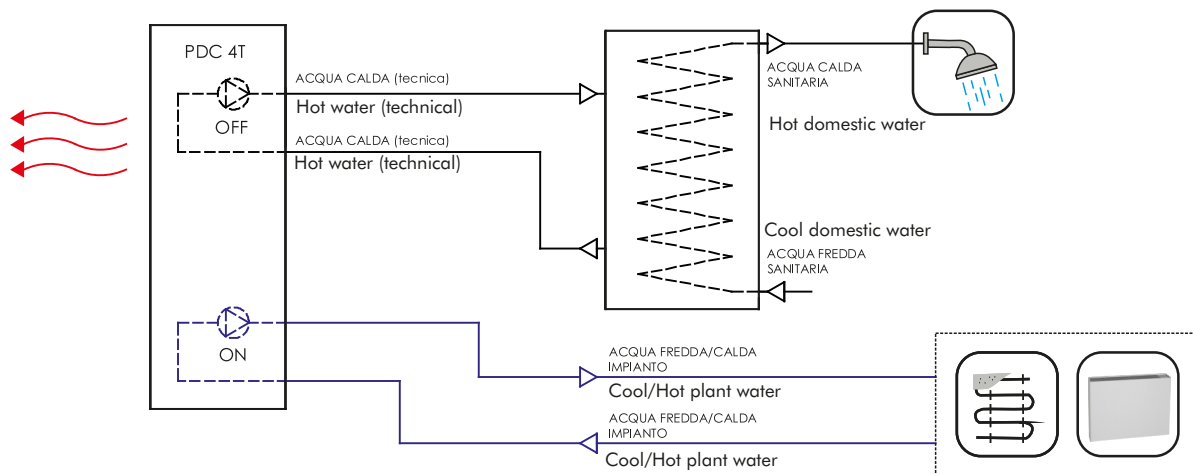 PDC 4T
OFF
ACQUA CALDA (tecnica)
Hot water (technical)
ACQUA CALDA (tecnica)
Hot water (technical)
ACQUA CALDA
SANITARIA
Hot domestic water
Cool domestic water
ACQUA FREDDA
SANITARIA
ON
ACQUA FREDDA/CALDA
IMPIANTO
Cool/Hot plant water
ACQUA FREDDA/CALDA
IMPIANTO
Cool/Hot plant water